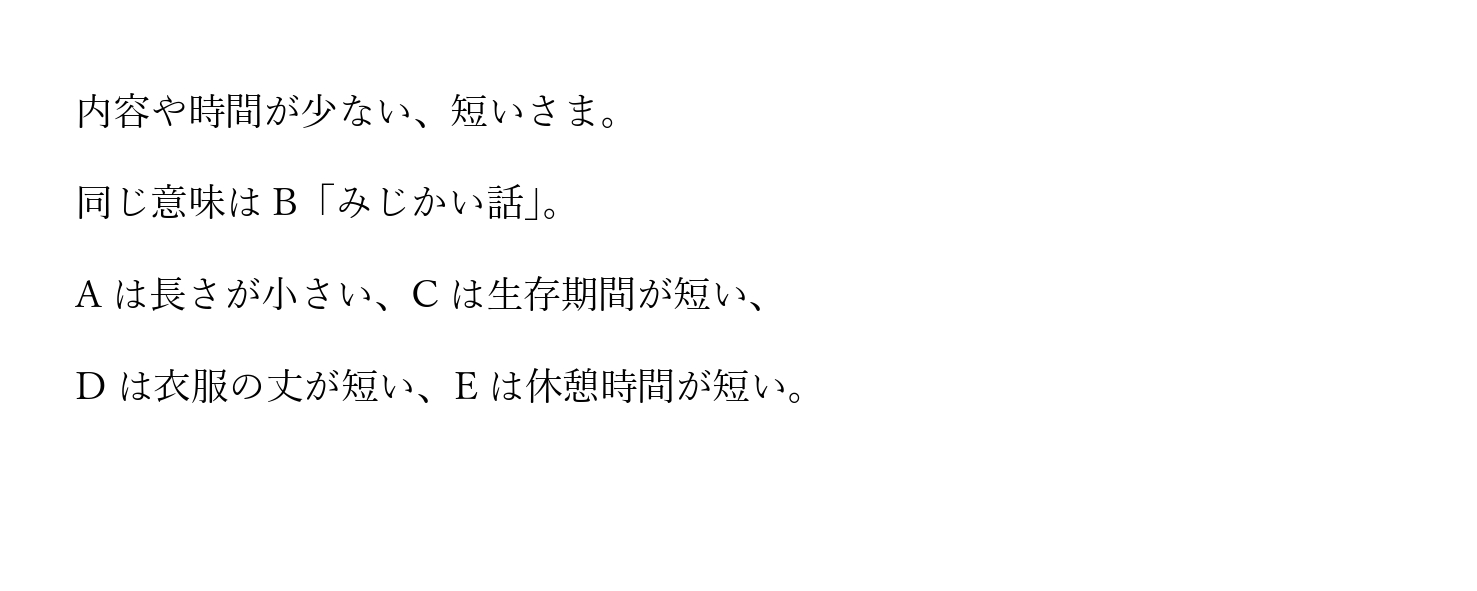 内容や時間が少ない、短いさま。
同じ意味は B「みじかい話」。
A は長さが小さい、C は生存期間が短い、
D は衣服の丈が短い、E は休憩時間が短い。